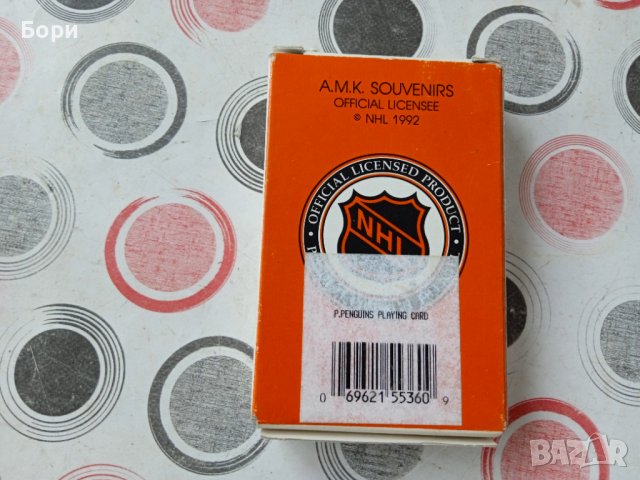 Бори
A.M.K. SOUVENIRS
OFFICIAL LICENSEE
© NHL 1992
• OFFICIAL LICENSED PRODUCT •
NHL
P.PENGUINS PLAYING CARD
0 69621 55360 9
BAZAR
bg